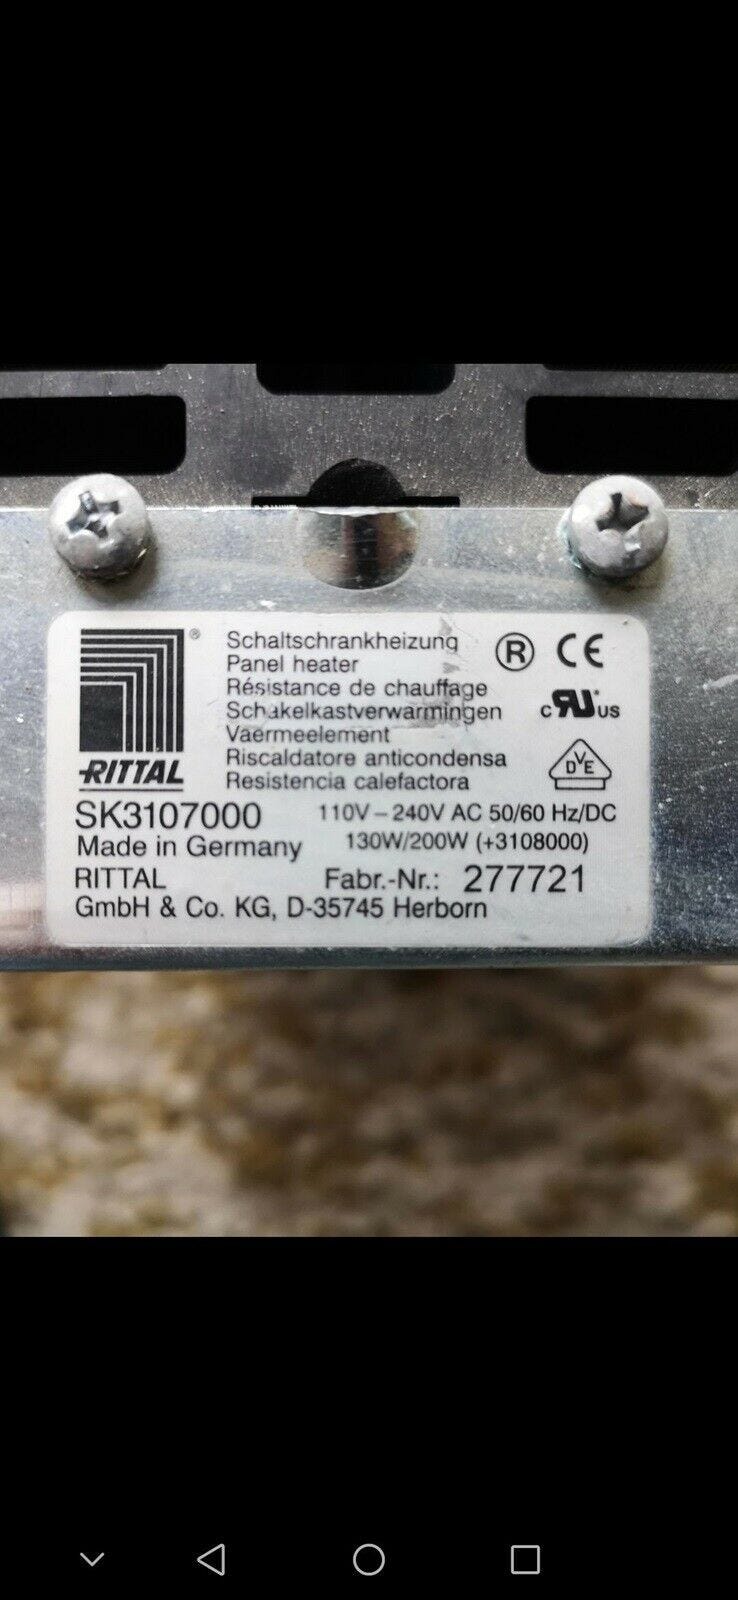 Schaltschrankheizung
Panel heater
Résistance de chauffage
Schakelkastverwarmingen
Vaermeelement
Riscaldatore anticondensa
Resistencia calefactora
® CE
c RU US
DVE
RITTAL®
SK3107000 110V – 240V AC 50/60 Hz/DC
Made in Germany 130W/200W (+3108000)
RITTAL Fabr.-Nr.: 277721
GmbH & Co. KG, D-35745 Herborn